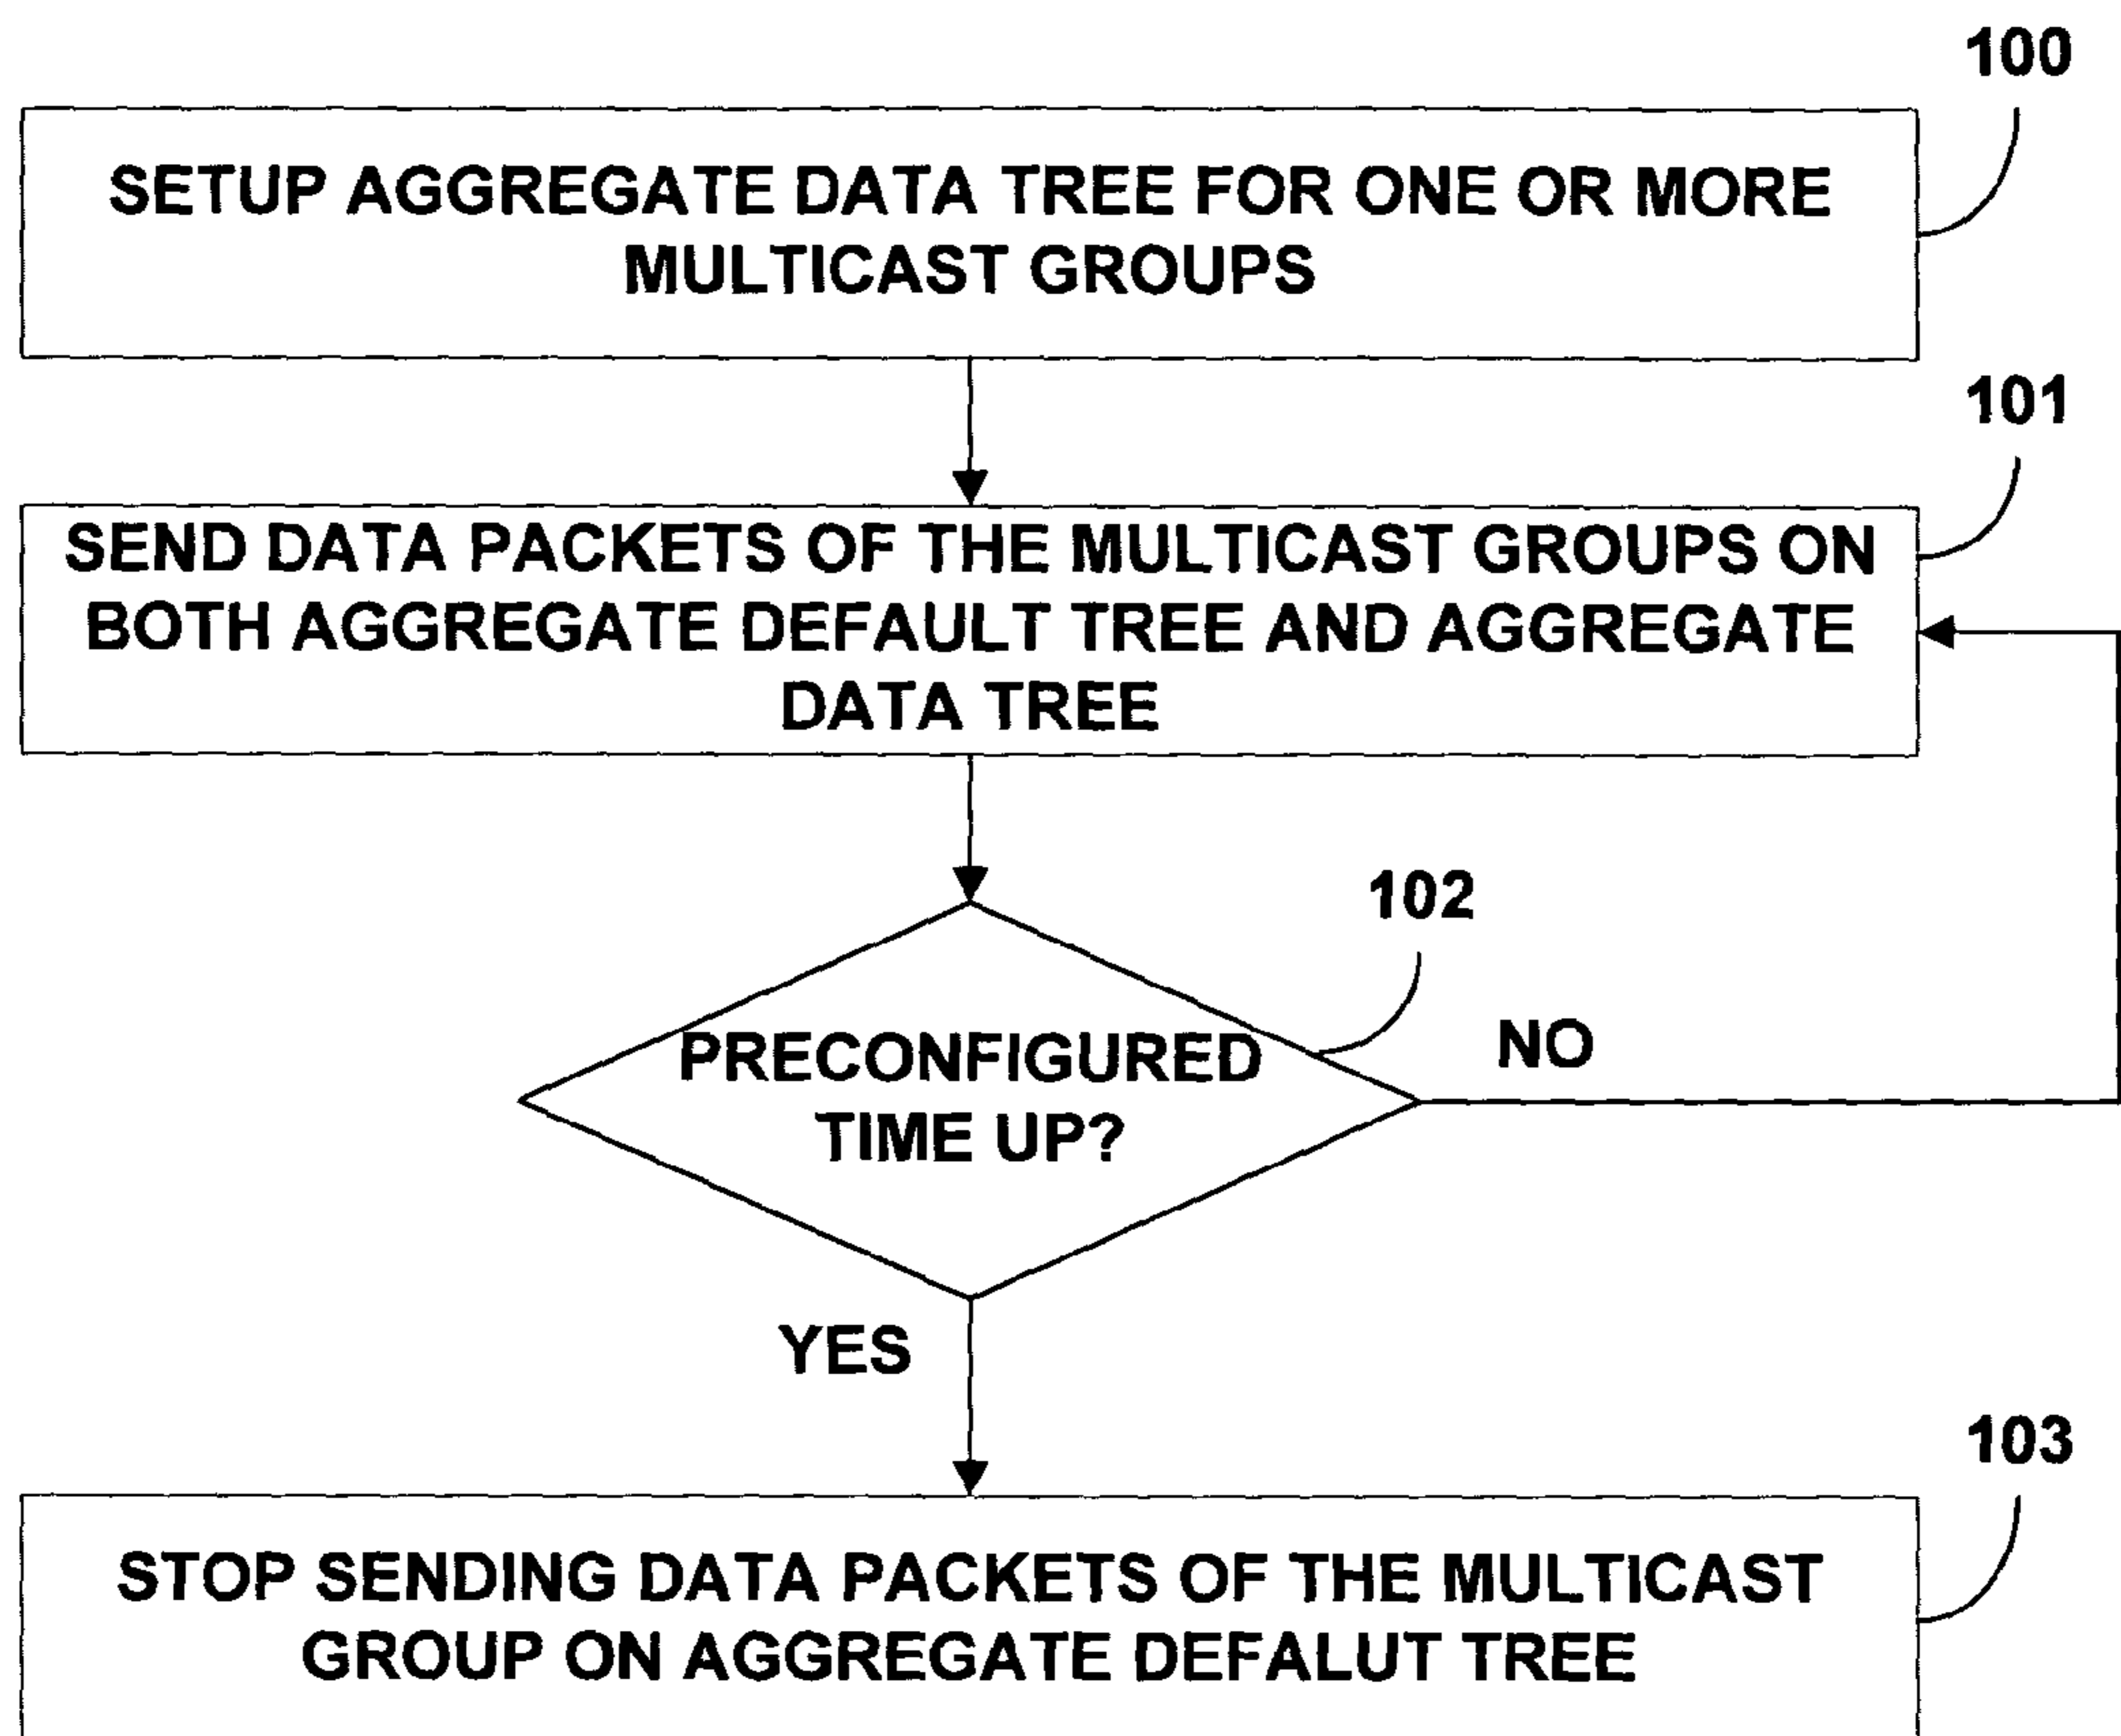 100
SETUP AGGREGATE DATA TREE FOR ONE OR MORE
MULTICAST GROUPS
101
SEND DATA PACKETS OF THE MULTICAST GROUPS ON
BOTH AGGREGATE DEFAULT TREE AND AGGREGATE
DATA TREE
102
PRECONFIGURED
TIME UP?
NO
YES
103
STOP SENDING DATA PACKETS OF THE MULTICAST
GROUP ON AGGREGATE DEFALUT TREE